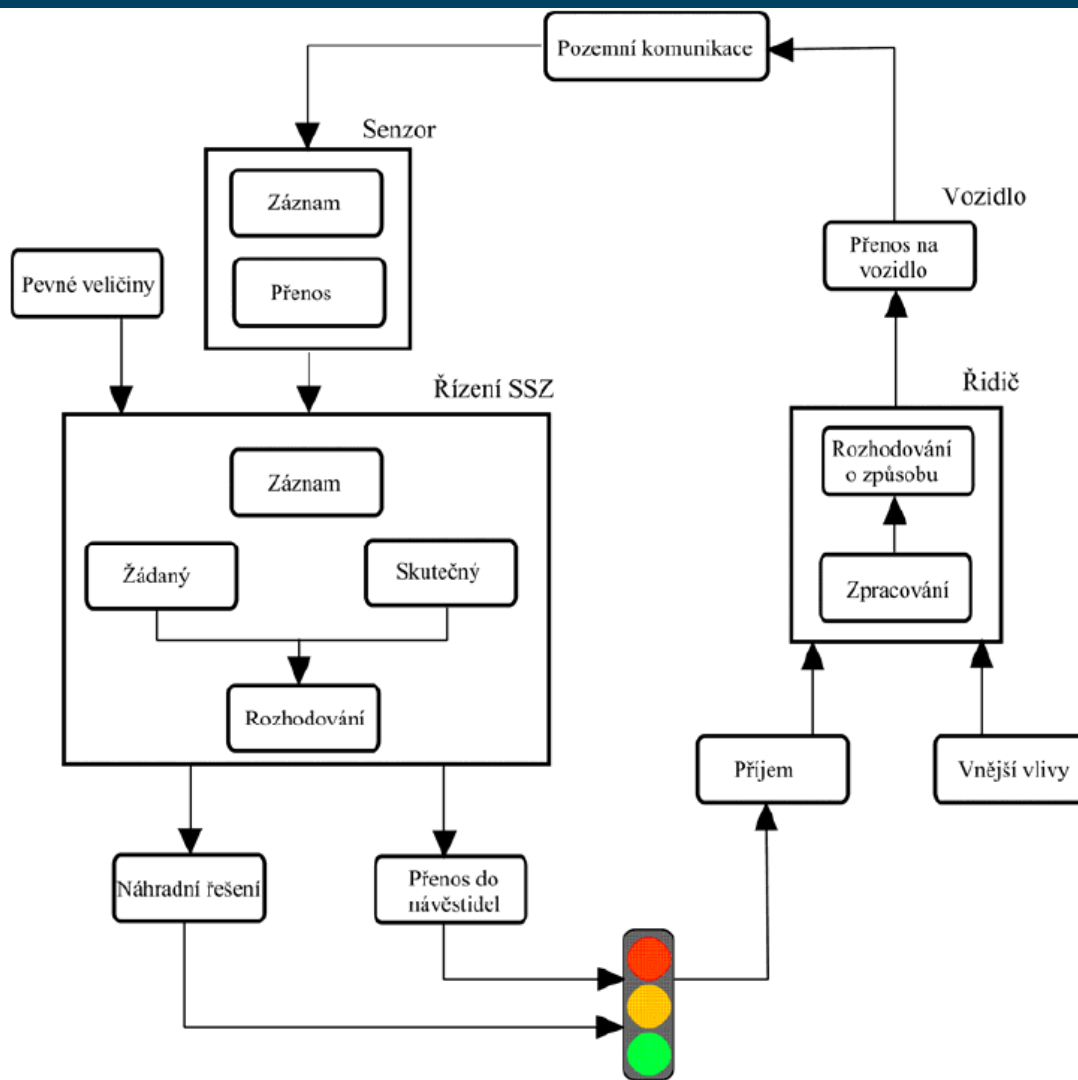 Pozemní komunikace
Senzor
Záznam
Přenos
Pevné veličiny
Vozidlo
Přenos na
vozidlo
Řízení SSZ
Záznam
Žádaný
Skutečný
Rozhodování
Řidič
Rozhodování
o způsobu
Zpracování
Příjem
Vnější vlivy
Náhradní řešení
Přenos do
návěstidel